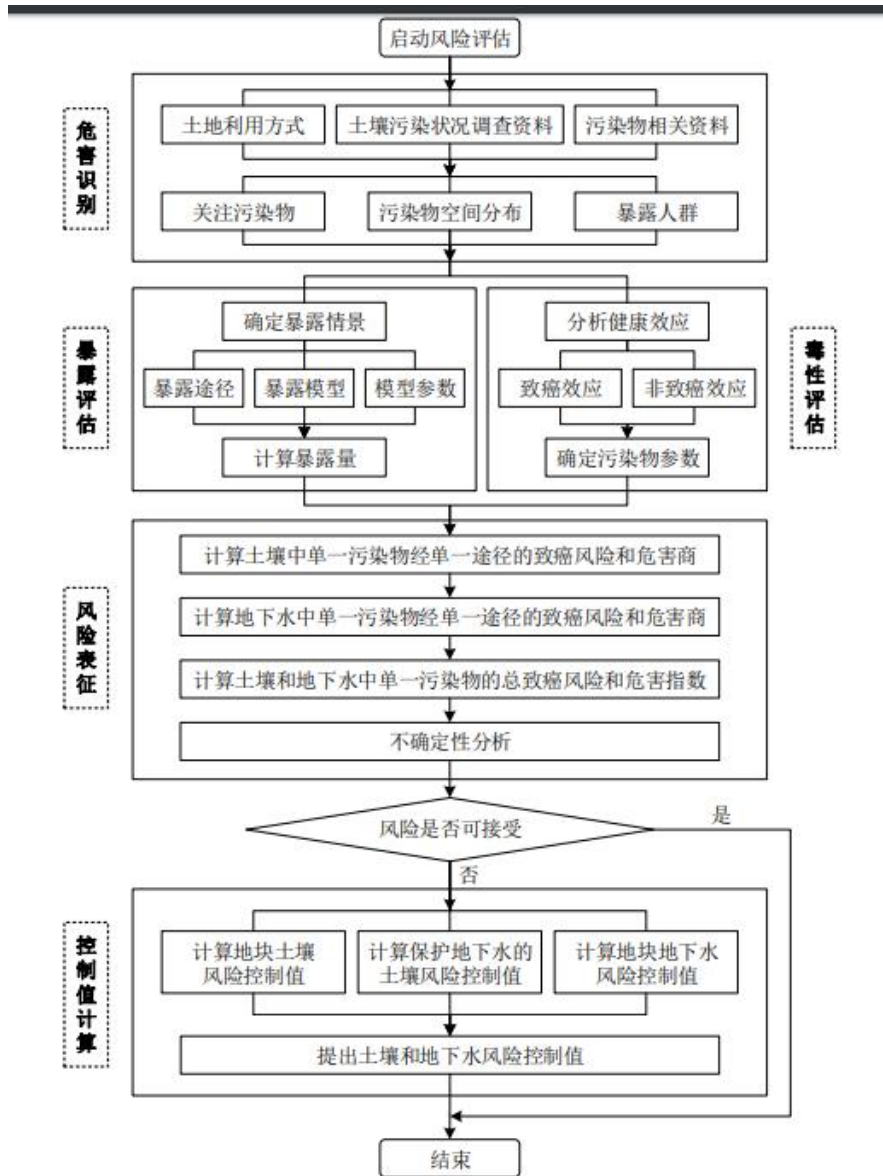 启动风险评估
危害识别
土地利用方式
土壤污染状况调查资料
污染物相关资料
关注污染物
污染物空间分布
暴露人群
暴露评估
确定暴露情景
暴露途径
暴露模型
模型参数
计算暴露量
分析健康效应
致癌效应
非致癌效应
确定污染物参数
毒性评估
风险表征
计算土壤中单一污染物经单一途径的致癌风险和危害商
计算地下水中单一污染物经单一途径的致癌风险和危害商
计算土壤和地下水中单一污染物的总致癌风险和危害指数
不确定性分析
风险是否可接受
是
否
控制值计算
计算地块土壤
风险控制值
计算保护地下水的
土壤风险控制值
计算地块地下水
风险控制值
提出土壤和地下水风险控制值
结束